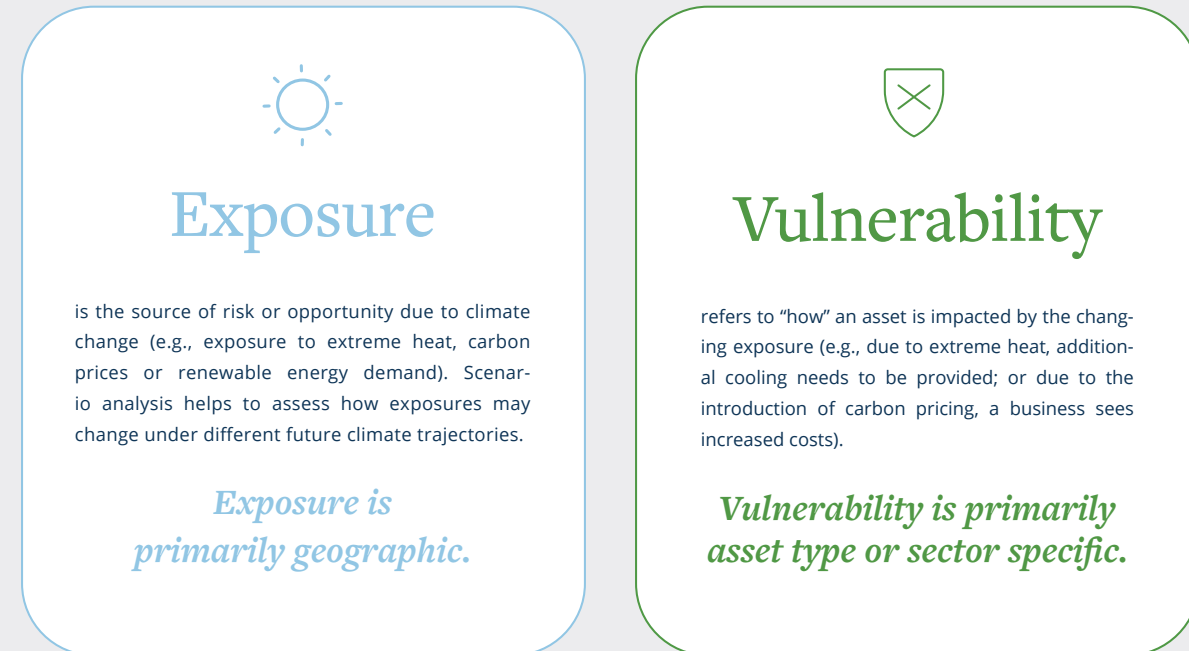 Exposure
is the source of risk or opportunity due to climate
change (e.g., exposure to extreme heat, carbon
prices or renewable energy demand). Scenar-
io analysis helps to assess how exposures may
change under different future climate trajectories.
Exposure is
primarily geographic.
Vulnerability
refers to “how” an asset is impacted by the chang-
ing exposure (e.g., due to extreme heat, addition-
al cooling needs to be provided; or due to the
introduction of carbon pricing, a business sees
increased costs).
Vulnerability is primarily
asset type or sector specific.